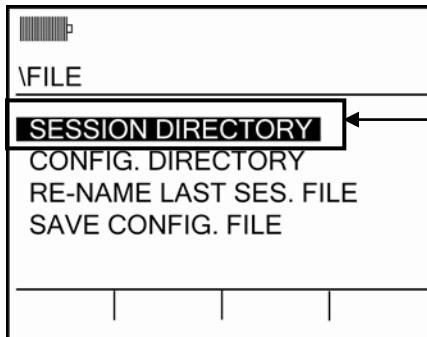 \FILE
SESSION DIRECTORY
CONFIG. DIRECTORY
RE-NAME LAST SES. FILE
SAVE CONFIG. FILE